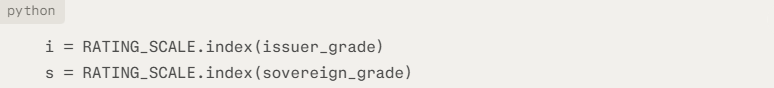 python
i = RATING_SCALE.index(issuer_grade)
s = RATING_SCALE.index(sovereign_grade)